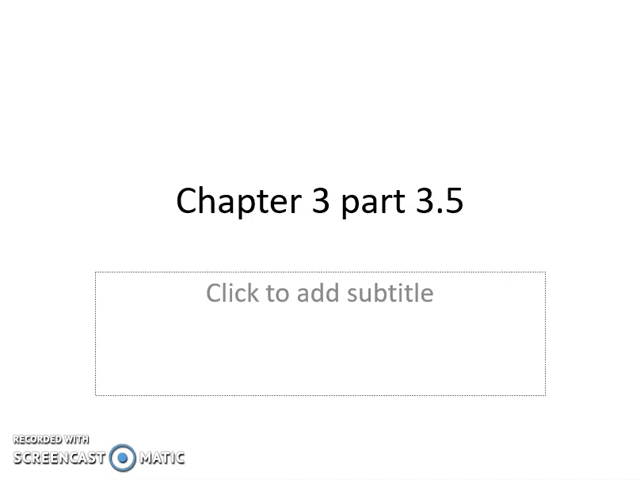 Chapter 3 part 3.5
Click to add subtitle
RECORDED WITH
SCREENCAST MATIC